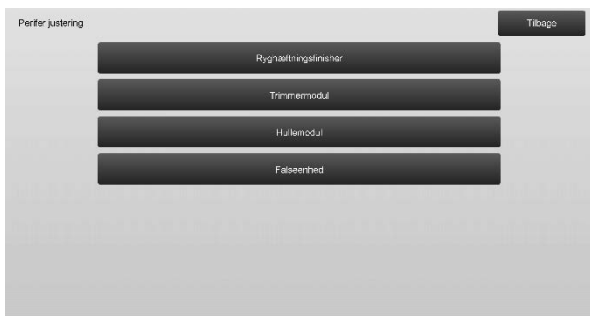 Perifer justering
Tilbage
Ryghæftningsfinisher
Trimmermodul
Hullemodul
Falseenhed